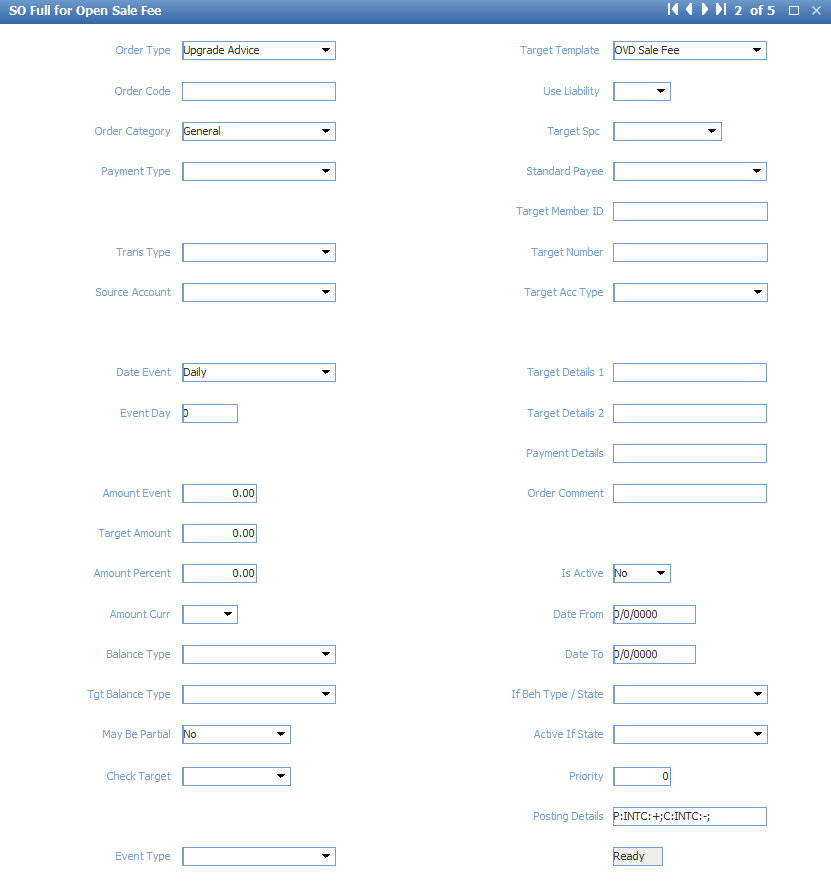 SO Full for Open Sale Fee 2 of 5
Order Type Upgrade Advice Target Template OVD Sale Fee
Order Code Use Liability
Order Category General Target Spc
Payment Type Standard Payee
Target Member ID
Trans Type Target Number
Source Account Target Acc Type
Date Event Daily Target Details 1
Event Day 0 Target Details 2
Payment Details
Amount Event 0.00 Order Comment
Target Amount 0.00
Amount Percent 0.00 Is Active No
Amount Curr Date From 0/0/0000
Balance Type Date To 0/0/0000
Tgt Balance Type If Beh Type / State
May Be Partial No Active If State
Check Target Priority 0
Posting Details P:INTC:+;C:INTC:-;
Event Type Ready